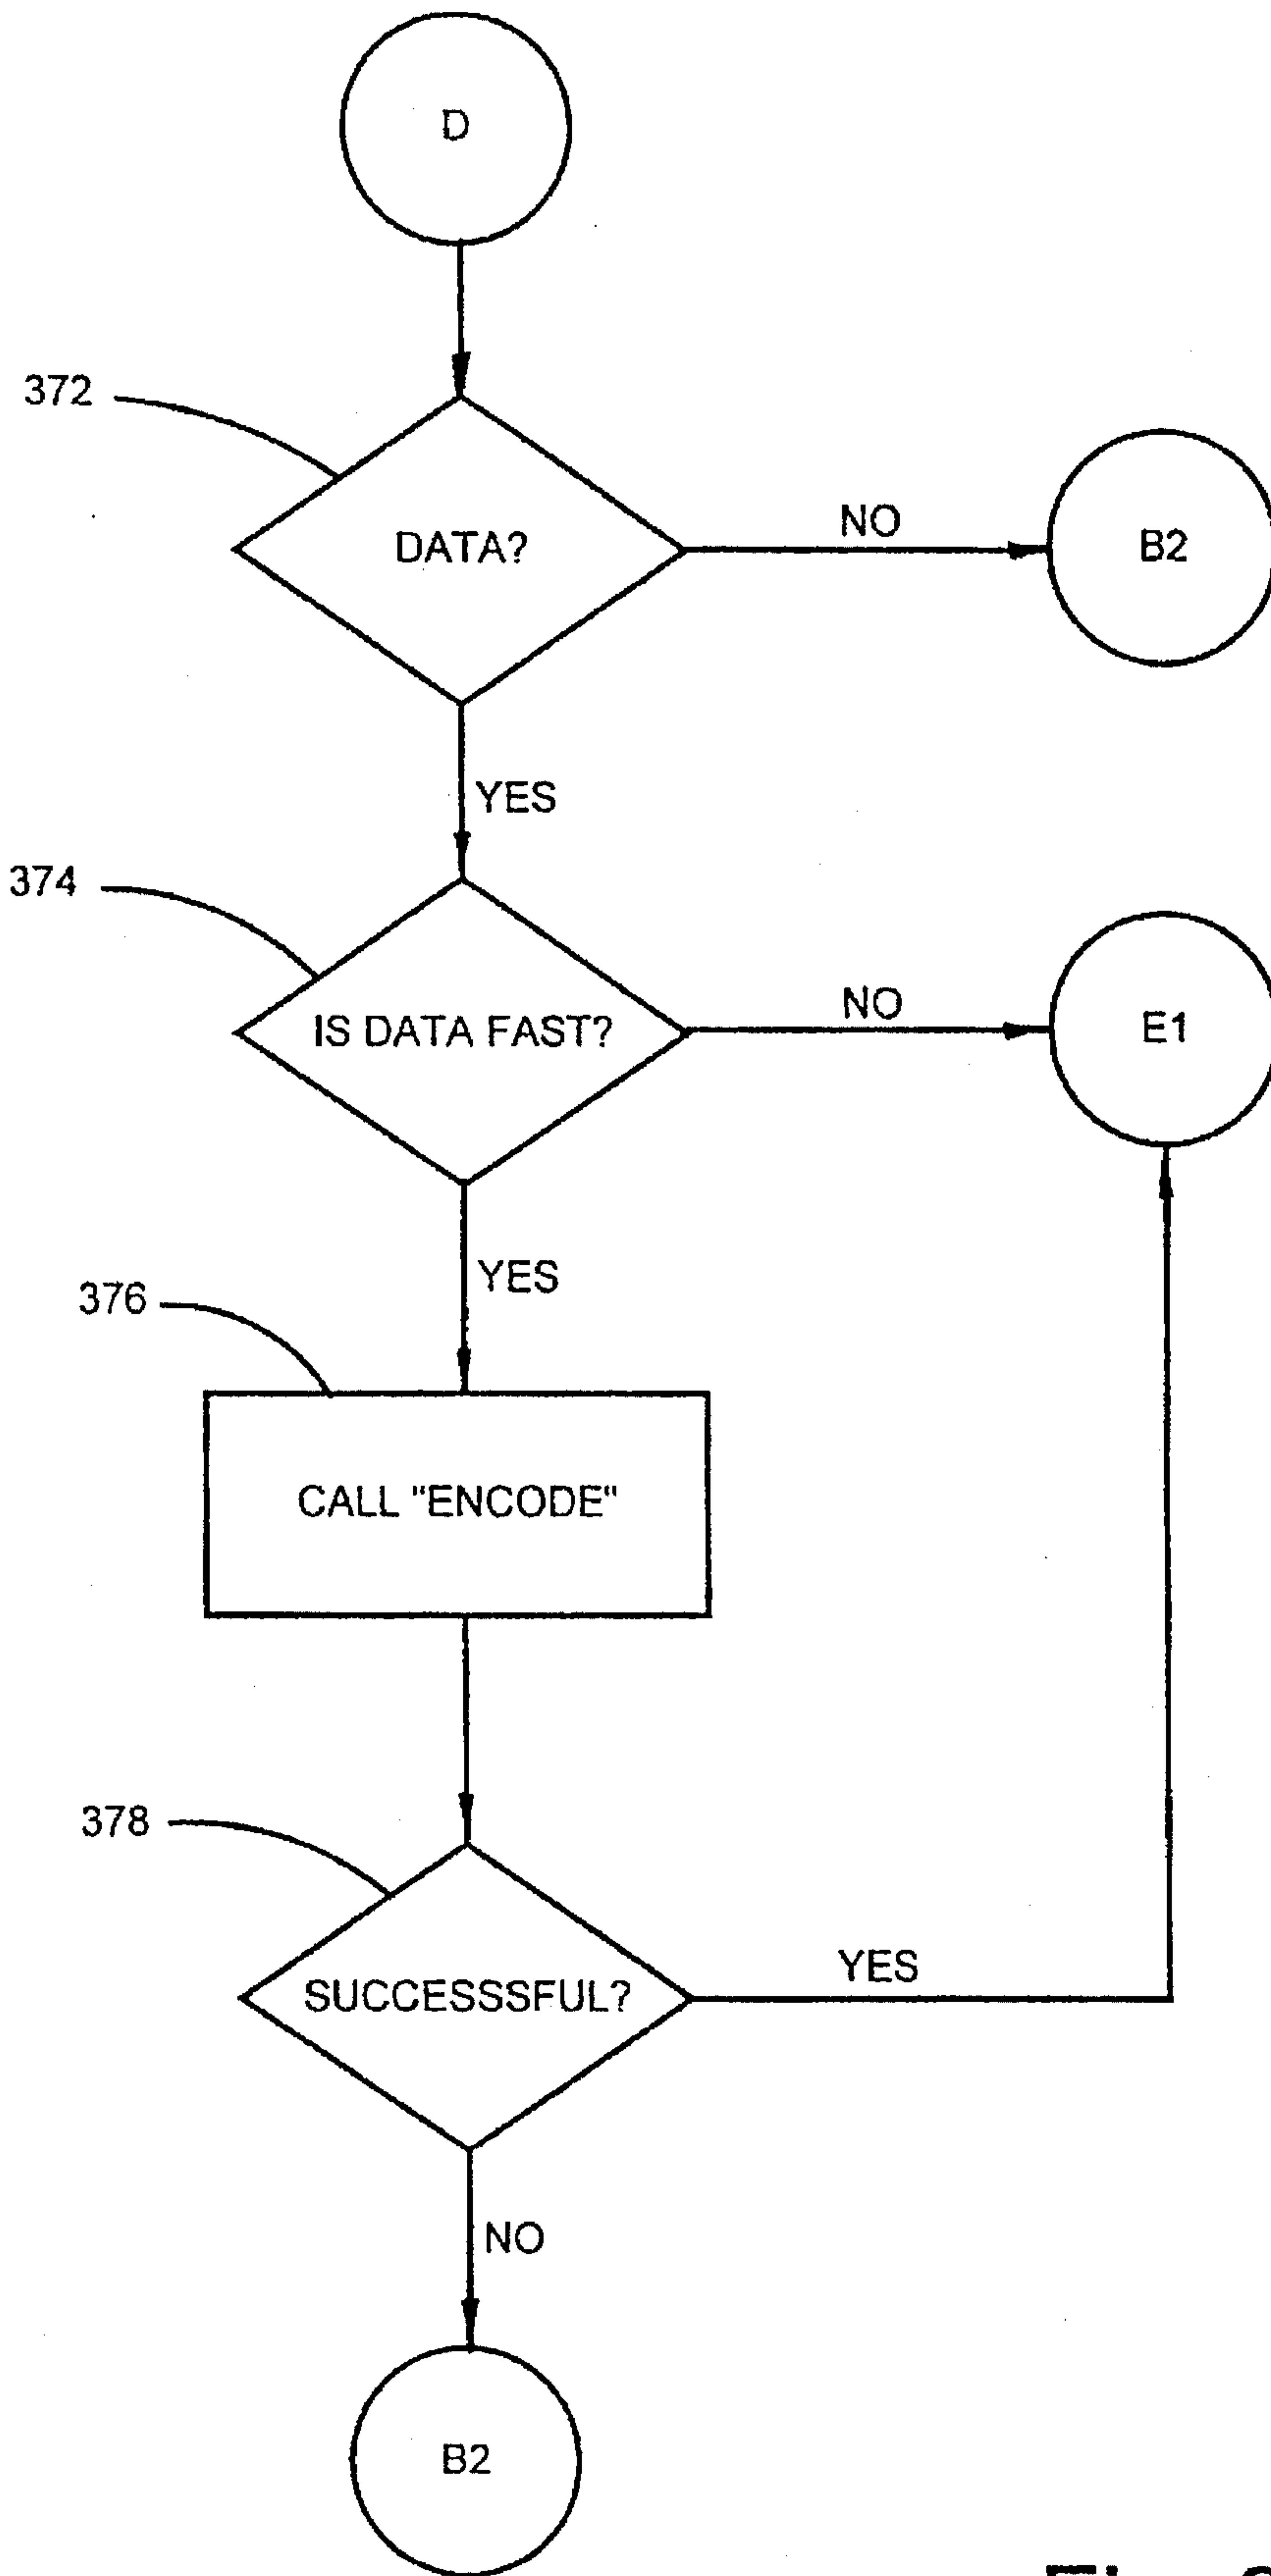 D
372
DATA?
NO
B2
YES
374
IS DATA FAST?
NO
E1
YES
376
CALL "ENCODE"
378
SUCCESSSFUL?
YES
NO
B2